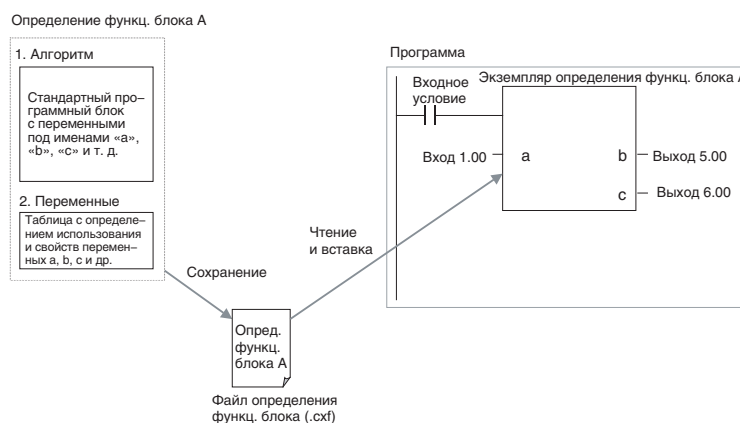 Определение функц. блока A
1. Алгоритм
Стандартный про–
граммный блок
с переменными
под именами «a»,
«b», «c» и т. д.
2. Переменные
Таблица с определе–
нием использования
и свойств перемен–
ных a, b, c и др.
Сохранение
Опред.
функц.
блока A
Файл определения
функц. блока (.cxf)
Чтение
и вставка
Программа
Входное
условие
Экземпляр определения функц. блока A
Вход 1.00
a
b
Выход 5.00
c
Выход 6.00